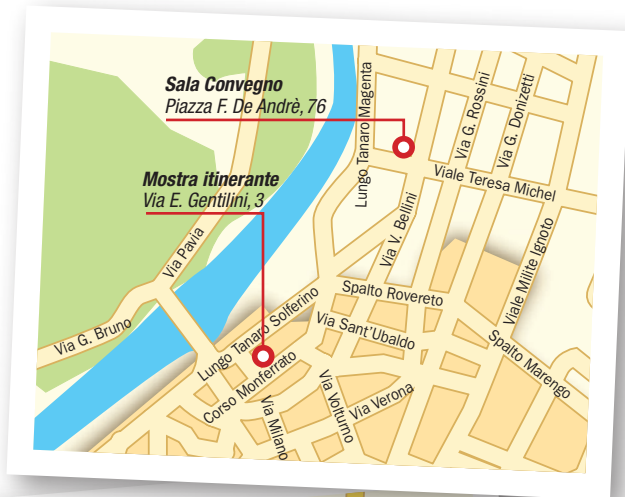 Sala Convegno
Piazza F. De Andrè, 76
Mostra itinerante
Via E. Gentilini, 3
Lungo Tanaro Magenta
Via G. Rossini
Via G. Donizetti
Viale Teresa Michel
Via V. Bellini
Viale Milite Ignoto
Via Pavia
Via G. Bruno
Lungo Tanaro Solferino
Corso Monferrato
Spalto Rovereto
Via Sant'Ubaldo
Spalto Marengo
Via Milano
Via Volturno
Via Verona